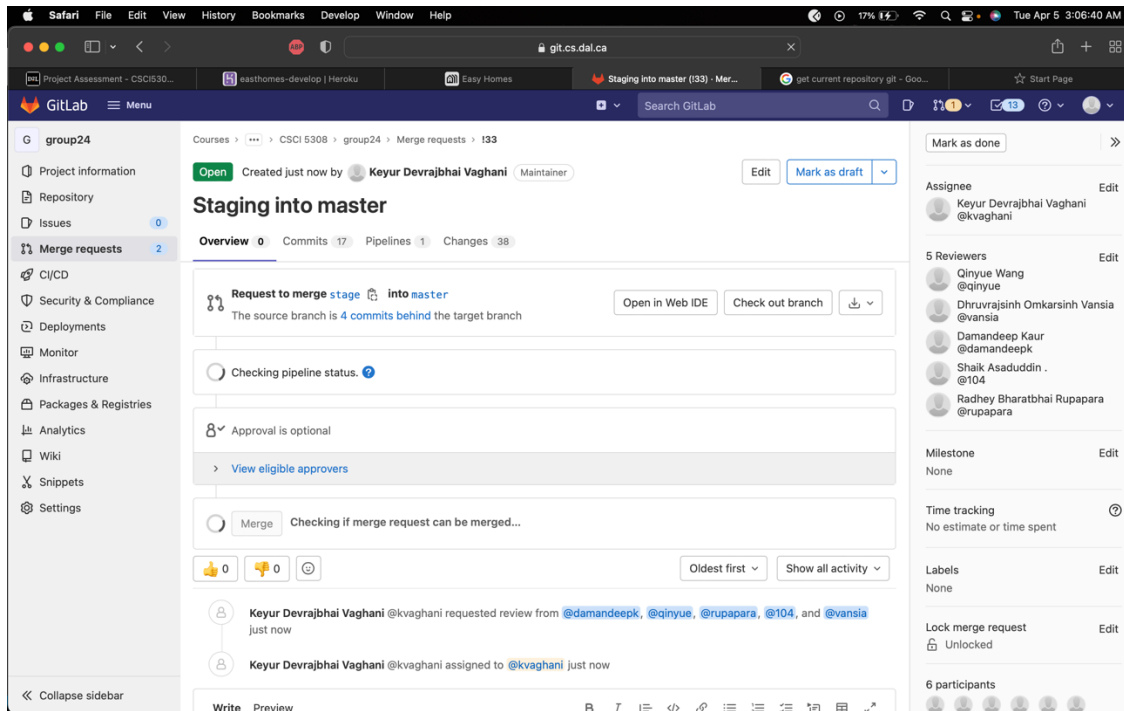 Safari File Edit View History Bookmarks Develop Window Help 17% Tue Apr 5 3:06:40 AM
ABP git.cs.dal.ca
DAL Project Assessment - CSCI530... easthomes-develop | Heroku Easy Homes Staging into master (!33) · Mer... get current repository git - Goo... Start Page
GitLab Menu Search GitLab 1 13
G group24
Project information
Repository
Issues 0
Merge requests 2
CI/CD
Security & Compliance
Deployments
Monitor
Infrastructure
Packages & Registries
Analytics
Wiki
Snippets
Settings
Collapse sidebar
Courses > ... > CSCI 5308 > group24 > Merge requests > !33
Open Created just now by Keyur Devrajbhai Vaghani Maintainer Edit Mark as draft
Staging into master
Overview 0 Commits 17 Pipelines 1 Changes 38
Request to merge stage into master
The source branch is 4 commits behind the target branch
Open in Web IDE Check out branch
Checking pipeline status. ?
Approval is optional
View eligible approvers
Merge Checking if merge request can be merged...
0 0 Oldest first Show all activity
Keyur Devrajbhai Vaghani @kvaghani requested review from @damandeepk, @qinyue, @rupapara, @104, and @vansia
just now
Keyur Devrajbhai Vaghani @kvaghani assigned to @kvaghani just now
Write Preview B I
Mark as done
Assignee Edit
Keyur Devrajbhai Vaghani
@kvaghani
5 Reviewers Edit
Qinyue Wang
@qinyue
Dhruvrajsinh Omkarsinh Vansia
@vansia
Damandeep Kaur
@damandeepk
Shaik Asaduddin .
@104
Radhey Bharatbhai Rupapara
@rupapara
Milestone Edit
None
Time tracking
No estimate or time spent
Labels Edit
None
Lock merge request Edit
Unlocked
6 participants